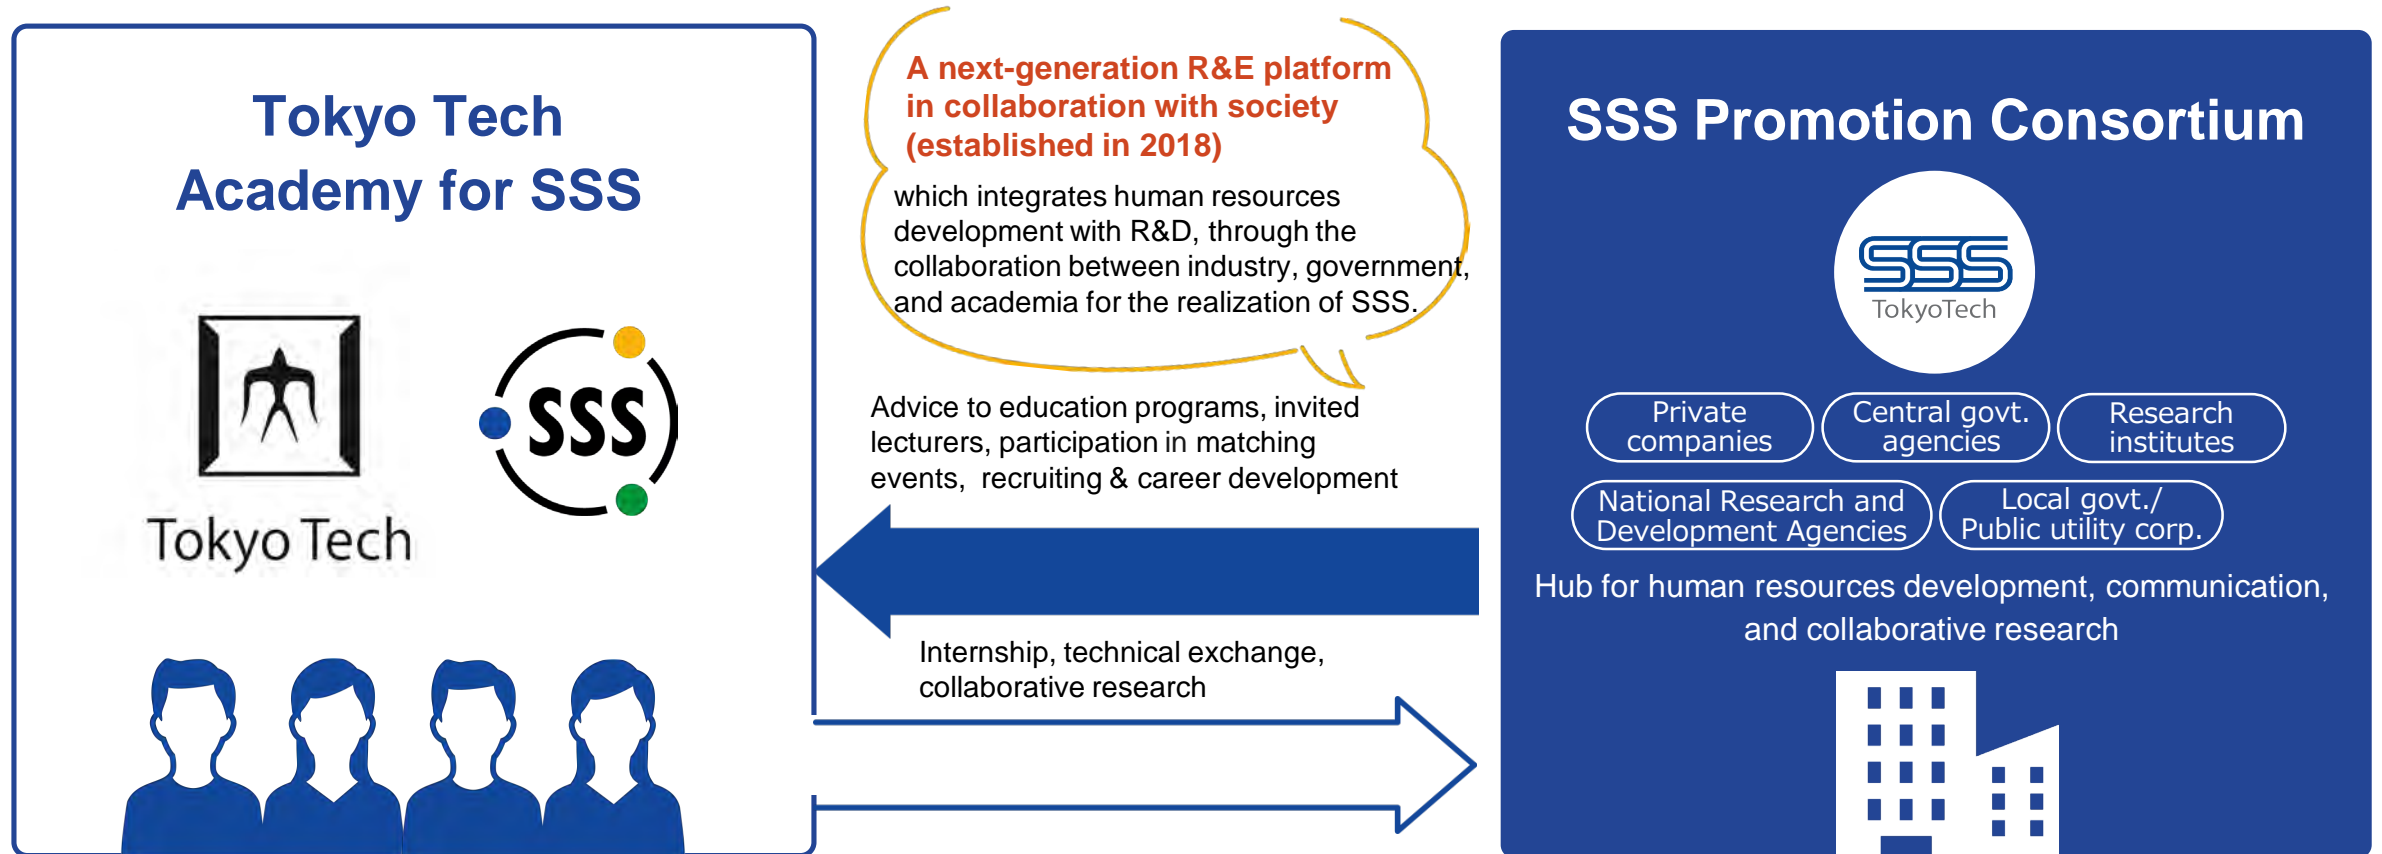 Tokyo Tech
Academy for SSS
Tokyo Tech
SSS
A next-generation R&E platform
in collaboration with society
(established in 2018)
which integrates human resources
development with R&D, through the
collaboration between industry, government,
and academia for the realization of SSS.
Advice to education programs, invited
lecturers, participation in matching
events, recruiting & career development
Internship, technical exchange,
collaborative research
SSS Promotion Consortium
SSS
TokyoTech
Private
companies
Central govt.
agencies
Research
institutes
National Research and
Development Agencies
Local govt./
Public utility corp.
Hub for human resources development, communication,
and collaborative research